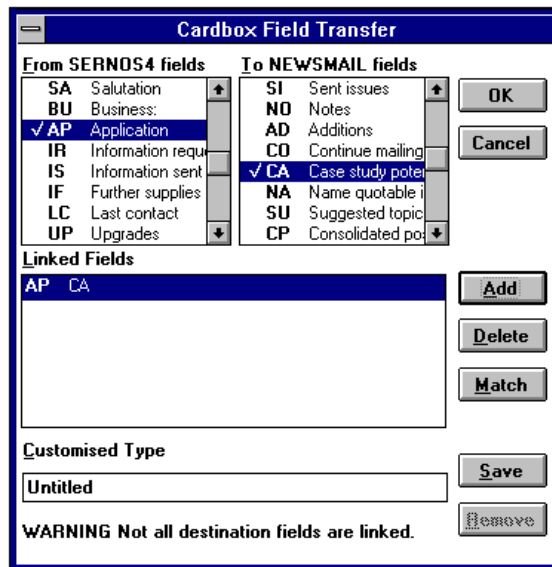 Cardbox Field Transfer
From SERNOS4 fields
To NEWSMAIL fields
SA Salutation
BU Business:
✓ AP Application
IR Information requ
IS Information sent
IF Further supplies
LC Last contact
UP Upgrades
SI Sent issues
NO Notes
AD Additions
CO Continue mailing
✓ CA Case study poter
NA Name quotable i
SU Suggested topic
CP Consolidated po
OK
Cancel
Linked Fields
AP CA
Add
Delete
Match
Customised Type
Untitled
Save
Remove
WARNING Not all destination fields are linked.